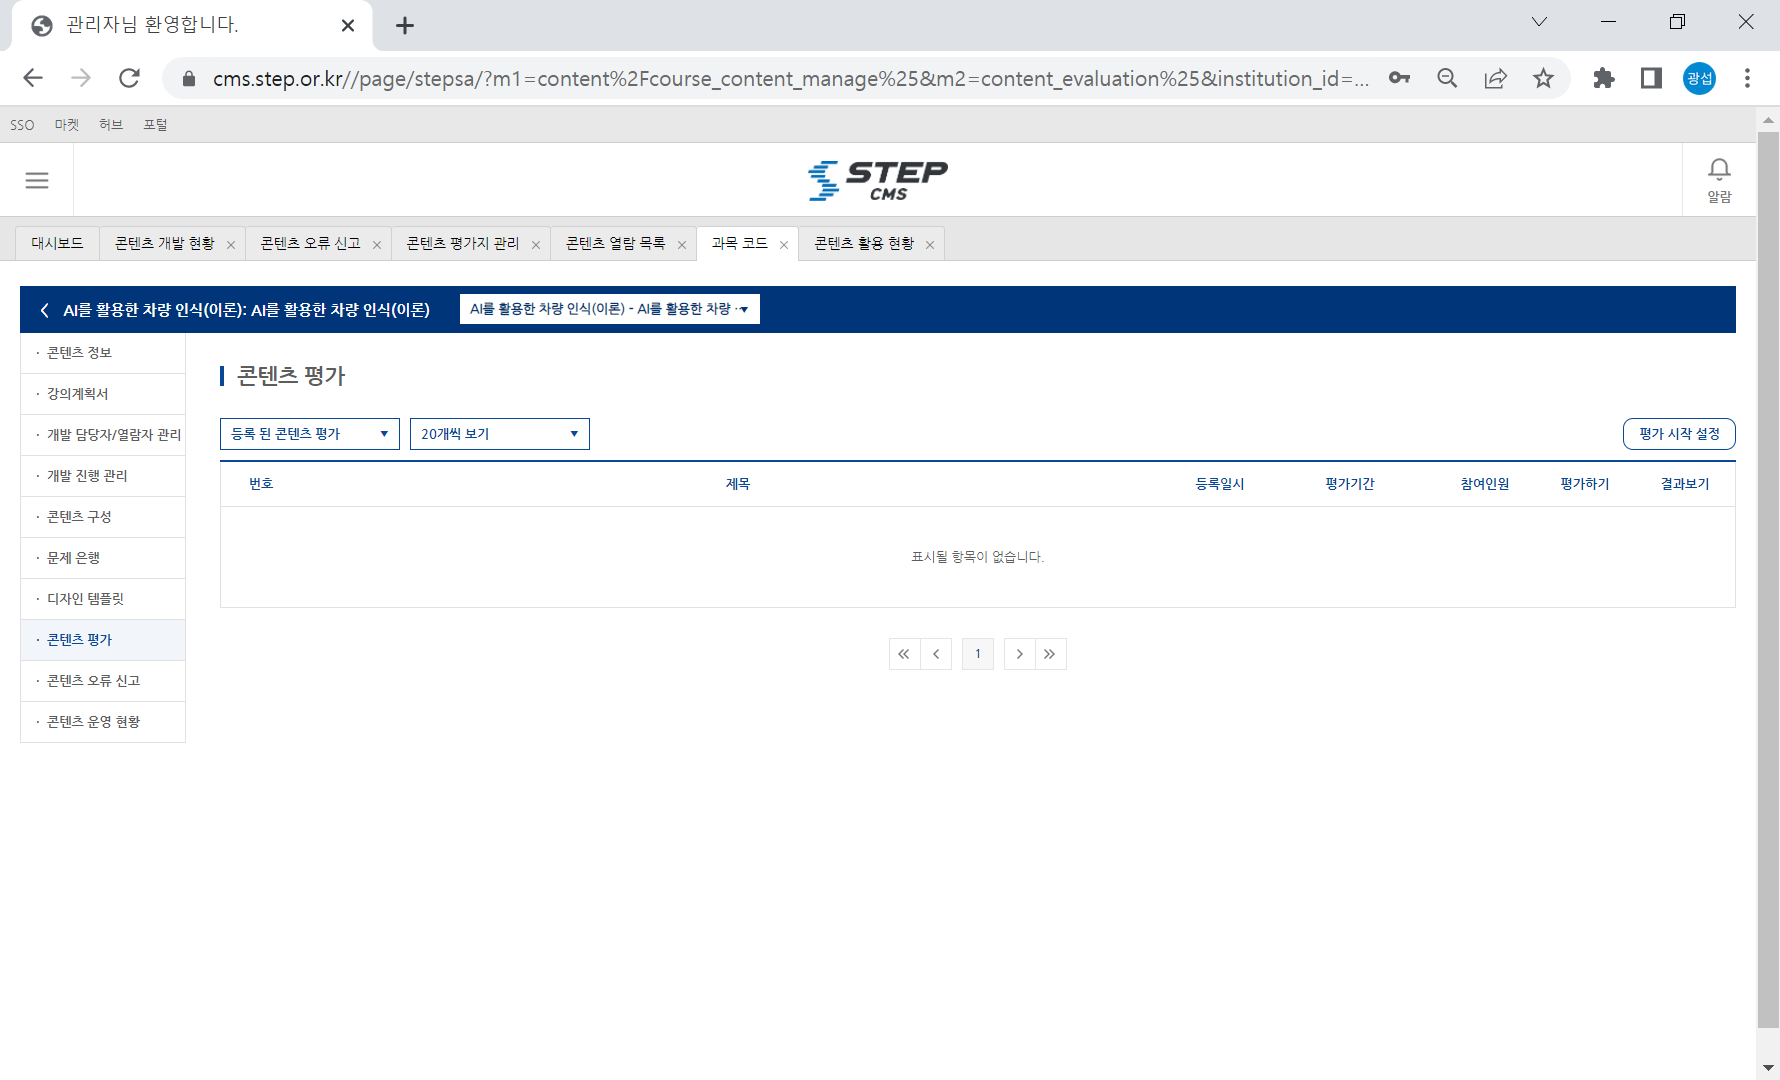 관리자님 환영합니다.
cms.step.or.kr//page/stepsa/?m1=content%2Fcourse_content_manage%25&m2=content_evaluation%25&institution_id=...
광섭
SSO 마켓 허브 포털
STEP
CMS
알람
대시보드 콘텐츠 개발 현황 콘텐츠 오류 신고 콘텐츠 평가지 관리 콘텐츠 열람 목록 과목 코드 콘텐츠 활용 현황
AI를 활용한 차량 인식(이론): AI를 활용한 차량 인식(이론) AI를 활용한 차량 인식(이론) - AI를 활용한 차량 ··
· 콘텐츠 정보
· 강의계획서
· 개발 담당자/열람자 관리
· 개발 진행 관리
· 콘텐츠 구성
· 문제 은행
· 디자인 템플릿
· 콘텐츠 평가
· 콘텐츠 오류 신고
· 콘텐츠 운영 현황
콘텐츠 평가
등록 된 콘텐츠 평가 20개씩 보기 평가 시작 설정
번호 제목 등록일시 평가기간 참여인원 평가하기 결과보기
표시될 항목이 없습니다.
1